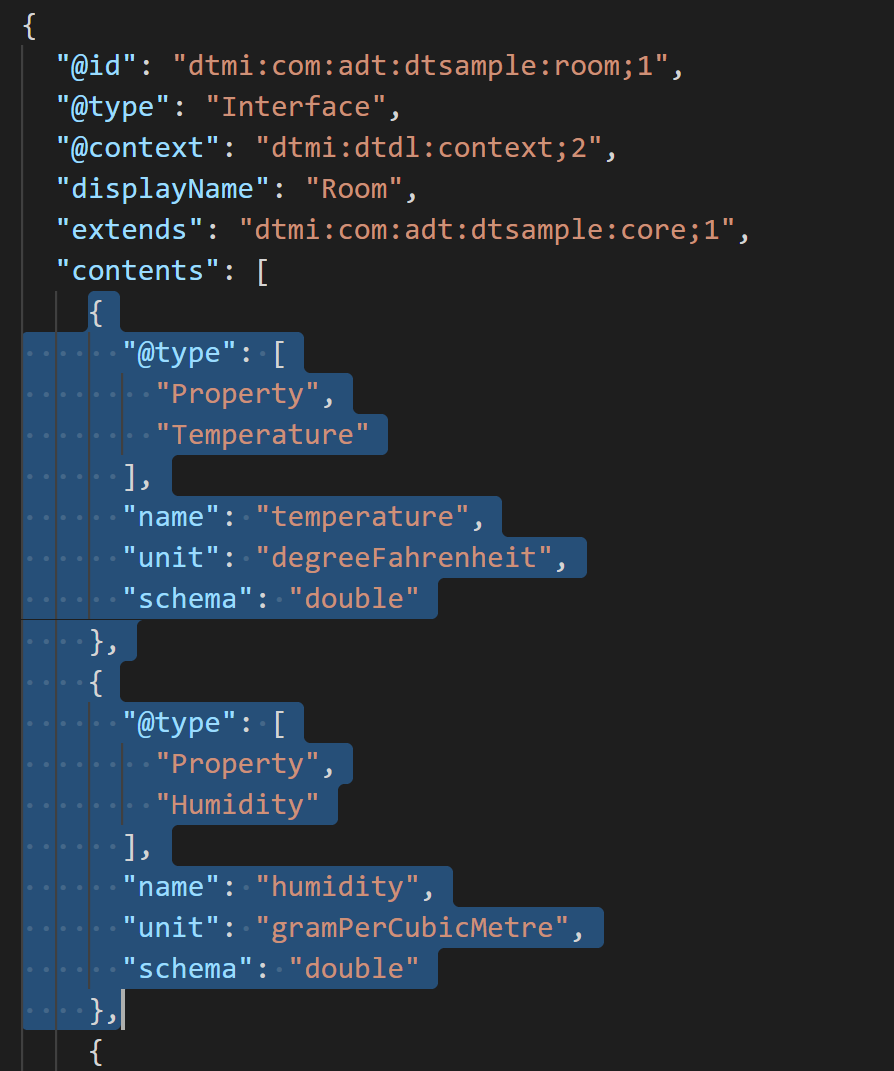 {
  "@id": "dtmi:com:adt:dtsample:room;1",
  "@type": "Interface",
  "@context": "dtmi:dtdl:context;2",
  "displayName": "Room",
  "extends": "dtmi:com:adt:dtsample:core;1",
  "contents": [
    {
      "@type": [
        "Property",
        "Temperature"
      ],
      "name": "temperature",
      "unit": "degreeFahrenheit",
      "schema": "double"
    },
    {
      "@type": [
        "Property",
        "Humidity"
      ],
      "name": "humidity",
      "unit": "gramPerCubicMetre",
      "schema": "double"
    },
    {